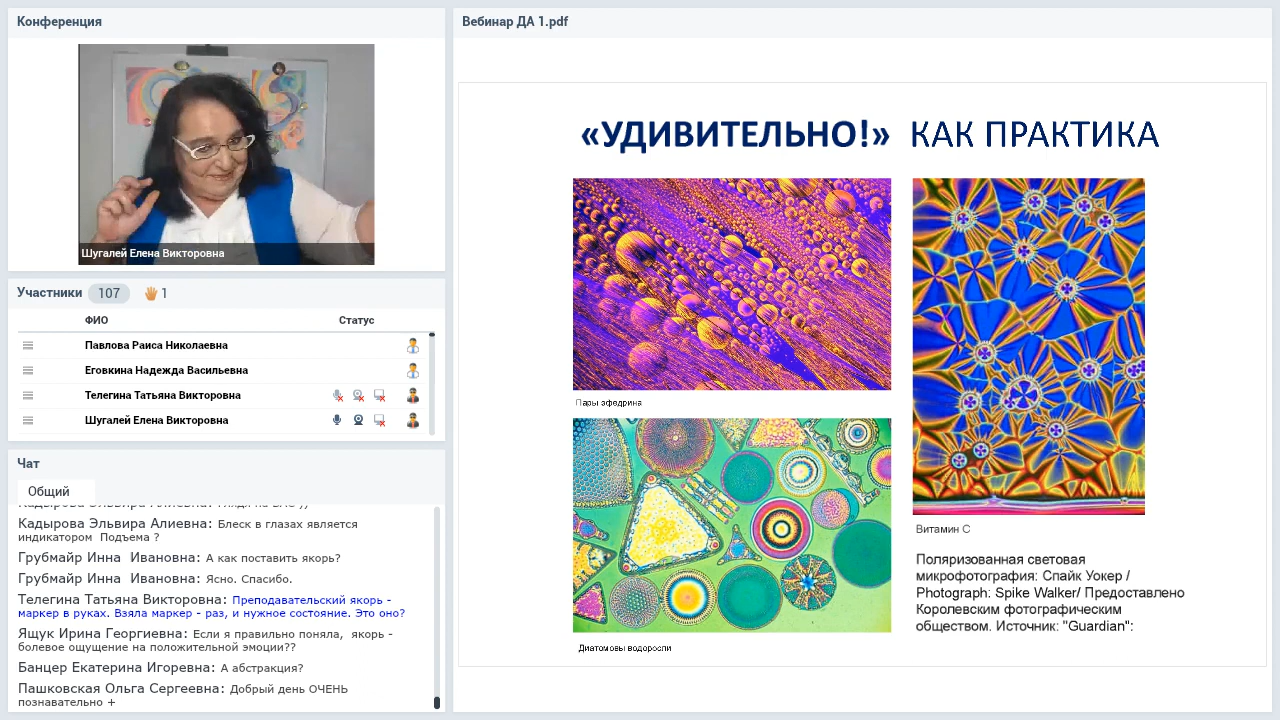 Конференция
Шугалей Елена Викторовна
Участники 107 1
ФИО Статус
Павлова Раиса Николаевна
Еговкина Надежда Васильевна
Телегина Татьяна Викторовна
Шугалей Елена Викторовна
Чат
Общий
Кадырова Эльвира Алиевна: Блеск в глазах является
индикатором Подъема ?
Грубмайр Инна Ивановна: А как поставить якорь?
Грубмайр Инна Ивановна: Ясно. Спасибо.
Телегина Татьяна Викторовна: Преподавательский якорь -
маркер в руках. Взяла маркер - раз, и нужное состояние. Это оно?
Ящук Ирина Георгиевна: Если я правильно поняла, якорь -
болевое ощущение на положительной эмоции??
Банцер Екатерина Игоревна: А абстракция?
Пашковская Ольга Сергеевна: Добрый день ОЧЕНЬ
познавательно +
Вебинар ДА 1.pdf
«УДИВИТЕЛЬНО!» КАК ПРАКТИКА
Пары эфедрина
Диатомовы водоросли
Витамин С
Поляризованная световая
микрофотография: Спайк Уокер /
Photograph: Spike Walker/ Предоставлено
Королевским фотографическим
обществом. Источник: "Guardian":